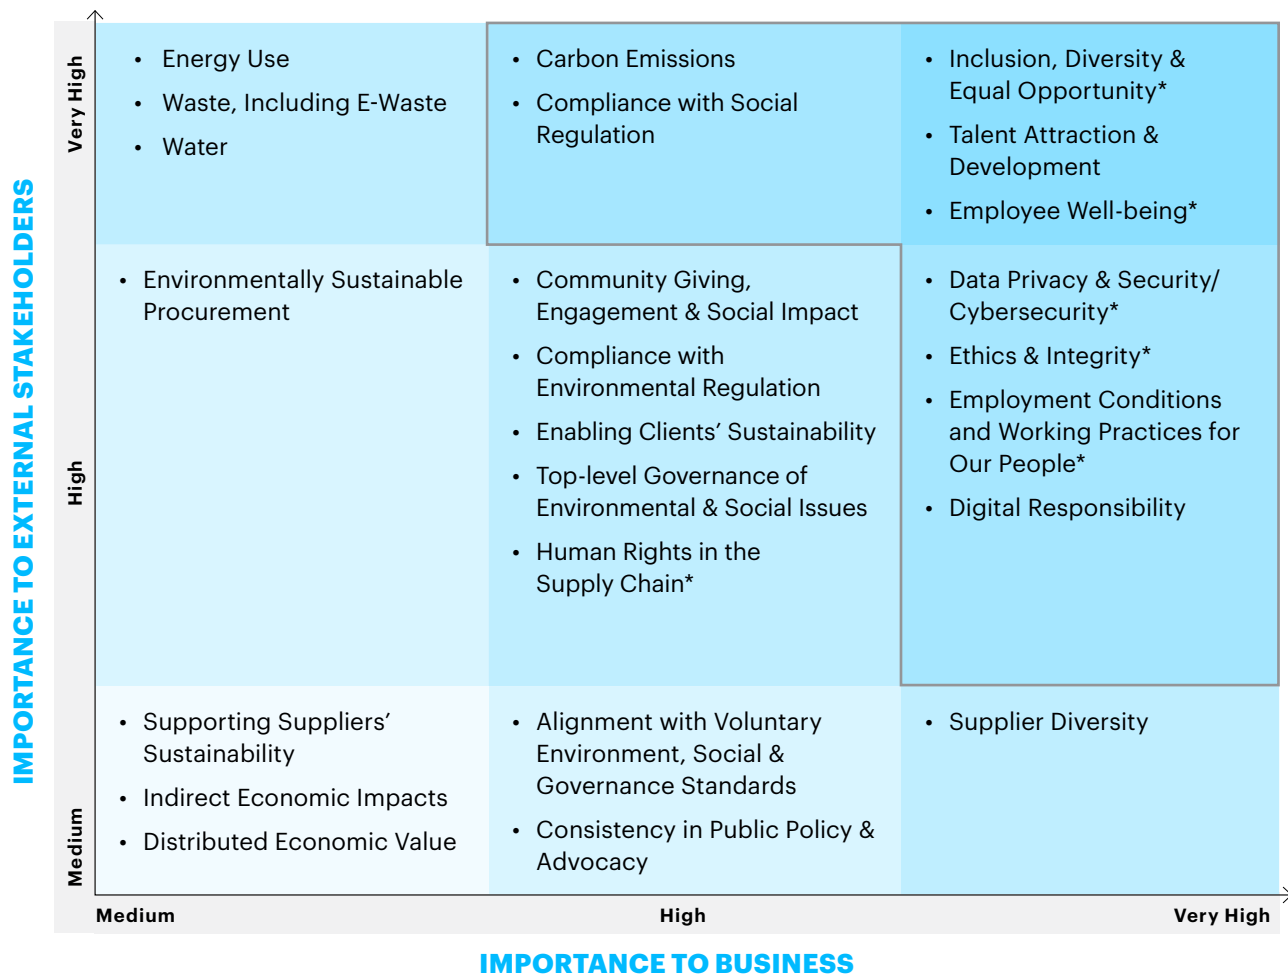 IMPORTANCE TO EXTERNAL STAKEHOLDERS
Very High
• Energy Use
• Waste, Including E-Waste
• Water
• Carbon Emissions
• Compliance with Social
Regulation
• Inclusion, Diversity &
Equal Opportunity*
• Talent Attraction &
Development
• Employee Well-being*
High
• Environmentally Sustainable
Procurement
• Community Giving,
Engagement & Social Impact
• Compliance with
Environmental Regulation
• Enabling Clients’ Sustainability
• Top-level Governance of
Environmental & Social Issues
• Human Rights in the
Supply Chain*
• Data Privacy & Security/
Cybersecurity*
• Ethics & Integrity*
• Employment Conditions
and Working Practices for
Our People*
• Digital Responsibility
Medium
• Supporting Suppliers’
Sustainability
• Indirect Economic Impacts
• Distributed Economic Value
• Alignment with Voluntary
Environment, Social &
Governance Standards
• Consistency in Public Policy &
Advocacy
• Supplier Diversity
Medium
High
Very High
IMPORTANCE TO BUSINESS